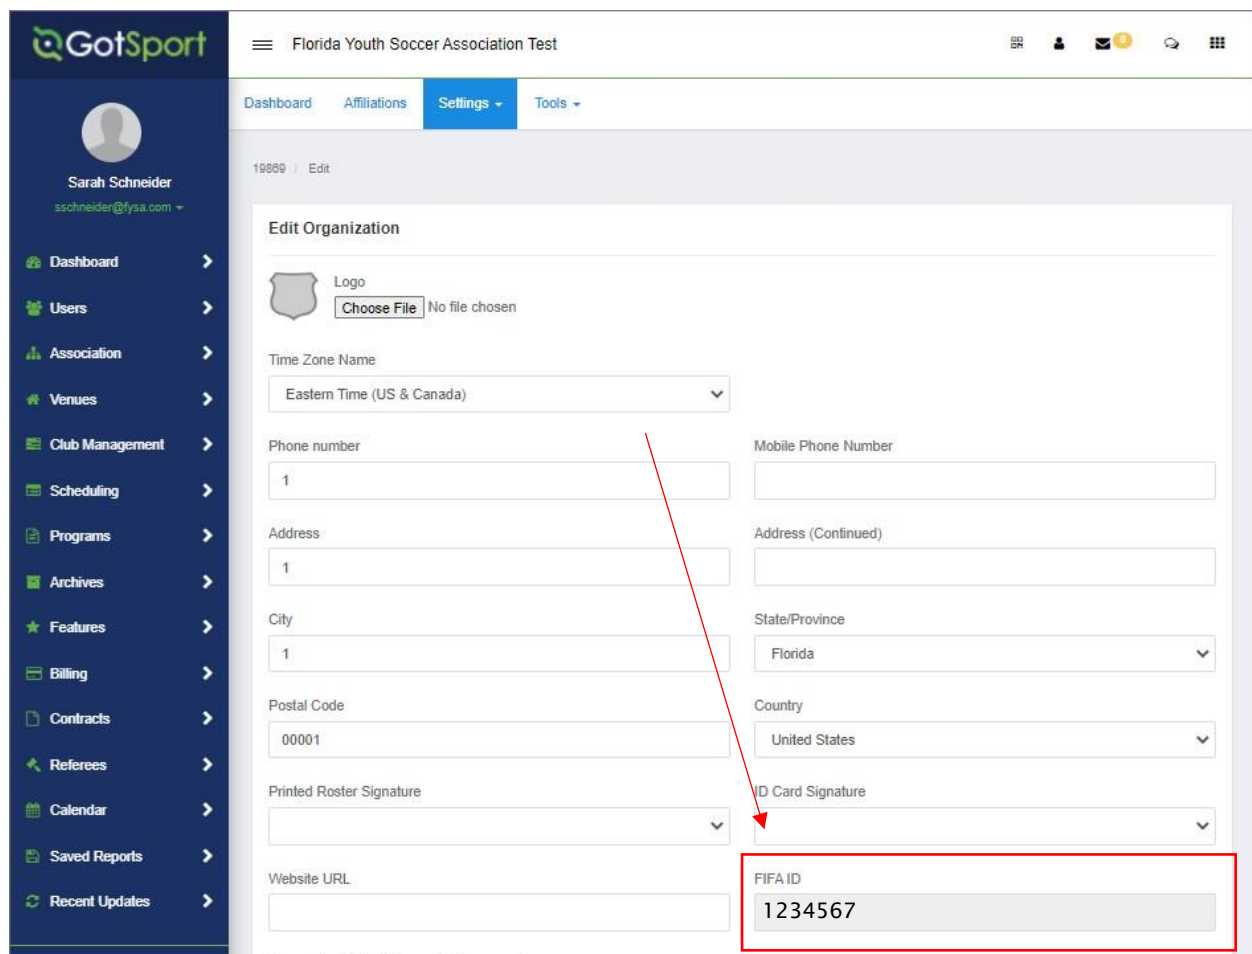 GotSport
Florida Youth Soccer Association Test
0
Dashboard Affiliations Settings Tools
Sarah Schneider
sschneider@fysa.com
19869 / Edit
Edit Organization
Logo
Choose File No file chosen
Dashboard
Users
Association
Venues
Club Management
Scheduling
Programs
Archives
Features
Billing
Contracts
Referees
Calendar
Saved Reports
Recent Updates
Time Zone Name
Eastern Time (US & Canada)
Phone number
1
Mobile Phone Number
Address
1
Address (Continued)
City
1
State/Province
Florida
Postal Code
00001
Country
United States
Printed Roster Signature
ID Card Signature
Website URL
FIFA ID
1234567